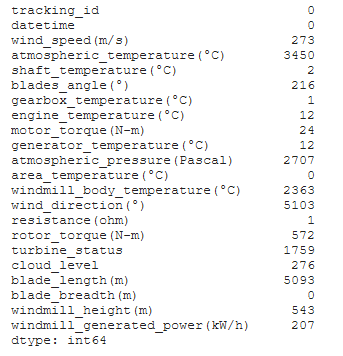 tracking_id 0
datetime 0
wind_speed(m/s) 273
atmospheric_temperature(°C) 3450
shaft_temperature(°C) 2
blades_angle(°) 216
gearbox_temperature(°C) 1
engine_temperature(°C) 12
motor_torque(N-m) 24
generator_temperature(°C) 12
atmospheric_pressure(Pascal) 2707
area_temperature(°C) 0
windmill_body_temperature(°C) 2363
wind_direction(°) 5103
resistance(ohm) 1
rotor_torque(N-m) 572
turbine_status 1759
cloud_level 276
blade_length(m) 5093
blade_breadth(m) 0
windmill_height(m) 543
windmill_generated_power(kW/h) 207
dtype: int64